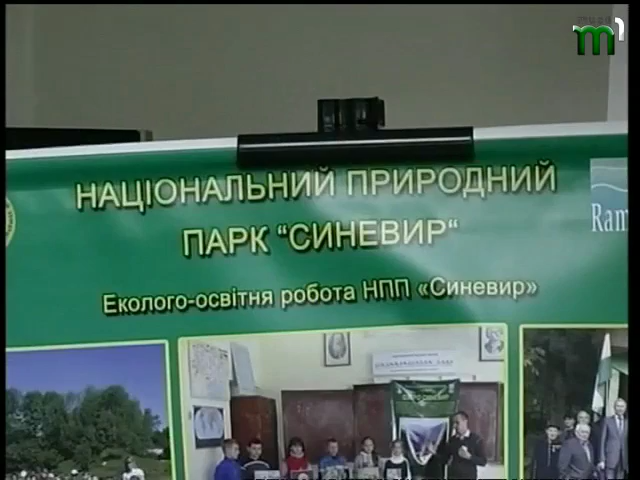 НАЦІОНАЛЬНИЙ ПРИРОДНИЙ
ПАРК “СИНЕВИР“
Ram
Еколого-освітня робота НПП «Синевир»